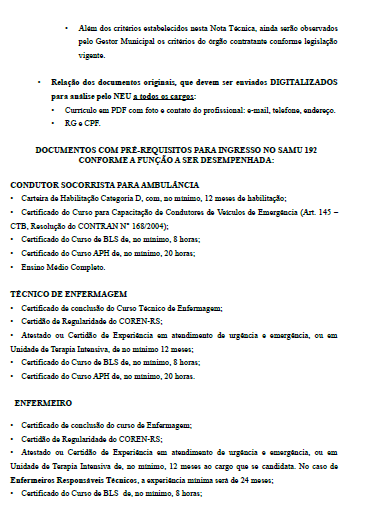 • Além dos critérios estabelecidos nesta Nota Técnica, ainda serão observados
pelo Gestor Municipal os critérios do órgão contratante conforme legislação
vigente.
• Relação dos documentos originais, que devem ser enviados DIGITALIZADOS
para análise pelo NEU a todos os cargos:
• Currículo em PDF com foto e contato do profissional: e-mail, telefone, endereço.
• RG e CPF.
DOCUMENTOS COM PRÉ-REQUISITOS PARA INGRESSO NO SAMU 192
CONFORME A FUNÇÃO A SER DESEMPENHADA:
CONDUTOR SOCORRISTA PARA AMBULÂNCIA
• Carteira de Habilitação Categoria D, com, no mínimo, 12 meses de habilitação;
• Certificado do Curso para Capacitação de Condutores de Veículos de Emergência (Art. 145 –
CTB, Resolução do CONTRAN N° 168/2004);
• Certificado do Curso de BLS de, no mínimo, 8 horas;
• Certificado do Curso APH de, no mínimo, 20 horas;
• Ensino Médio Completo.
TÉCNICO DE ENFERMAGEM
• Certificado de conclusão do Curso Técnico de Enfermagem;
• Certidão de Regularidade do COREN-RS;
• Atestado ou Certidão de Experiência em atendimento de urgência e emergência, ou em
Unidade de Terapia Intensiva, de no mínimo 12 meses;
• Certificado do Curso de BLS de, no mínimo, 8 horas;
• Certificado do Curso APH de, no mínimo, 20 horas.
ENFERMEIRO
• Certificado de conclusão do curso de Enfermagem;
• Certidão de Regularidade do COREN-RS;
• Atestado ou Certidão de Experiência em atendimento de urgência e emergência, ou em
Unidade de Terapia Intensiva de, no mínimo, 12 meses ao cargo que se candidata. No caso de
Enfermeiros Responsáveis Técnicos, a experiência mínima será de 24 meses;
• Certificado do Curso de BLS de, no mínimo, 8 horas;